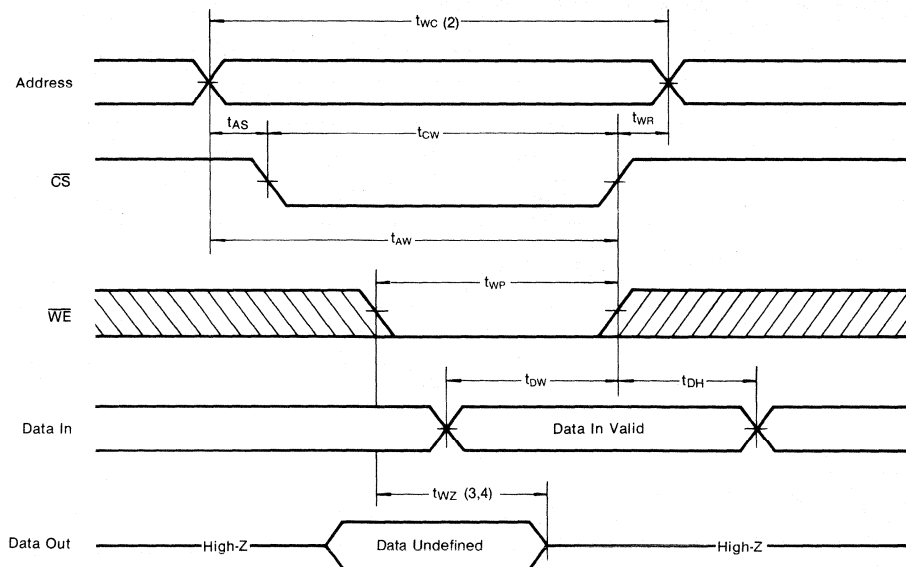 tWC (2)
Address
tAS
tCW
tWR
CS
tAW
tWP
WE
tDW
tDH
Data In
Data In Valid
tWZ (3,4)
Data Out
High-Z
Data Undefined
High-Z